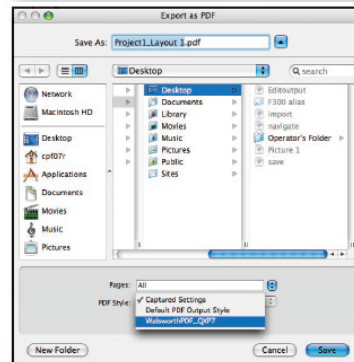 Export as PDF
Save As: Project1_Layout 1.pdf
Desktop
search
Network
Macintosh HD
Desktop
cpf07r
Applications
Documents
Movies
Music
Pictures
Desktop
Documents
Library
Movies
Music
Pictures
Public
Sites
Editoutput
F300 alias
import
navigate
Operator's Folder
Picture 1
save
Pages: All
PDF Style: ✓ Captured Settings
Default PDF Output Style
WalsworthPDF_QXP7
New Folder
Cancel
Save